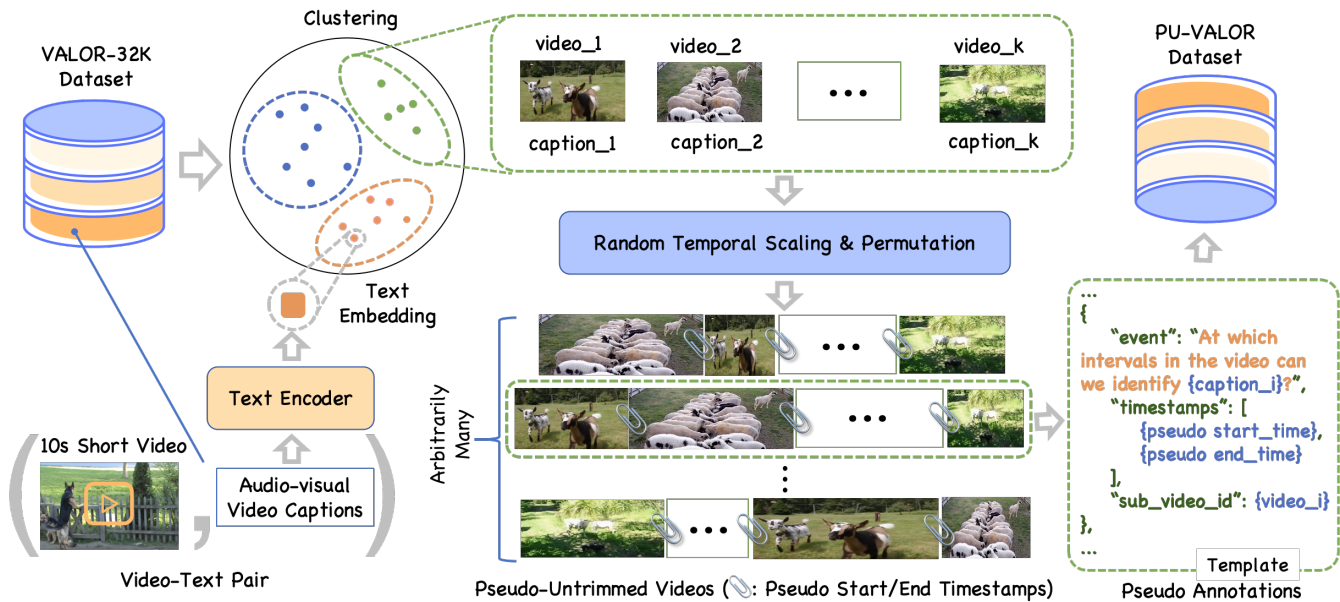 VALOR-32K
Dataset
Clustering
video_1
video_2
...
video_k
caption_1
caption_2
caption_k
PU-VALOR
Dataset
Random Temporal Scaling & Permutation
Text
Embedding
Text Encoder
10s Short Video
,
Audio-visual
Video Captions
Video-Text Pair
Arbitrarily
Many
...
...
...
...
Pseudo-Untrimmed Videos (📎: Pseudo Start/End Timestamps)
...
{
"event": "At which
intervals in the video can
we identify {caption_i}?",
"timestamps": [
{pseudo start_time},
{pseudo end_time}
],
"sub_video_id": {video_i}
},
...
Template
Pseudo Annotations